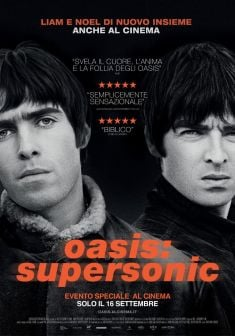 LIAM E NOEL DI NUOVO INSIEME
ANCHE AL CINEMA
"SVELA IL CUORE, L'ANIMA
E LA FOLLIA DEGLI OASIS"
★★★★★
"SEMPLICEMENTE
SENSAZIONALE"
★★★★★
"BIBLICO"
oasis:
supersonic
EVENTO SPECIALE AL CINEMA
SOLO IL 16 SETTEMBRE